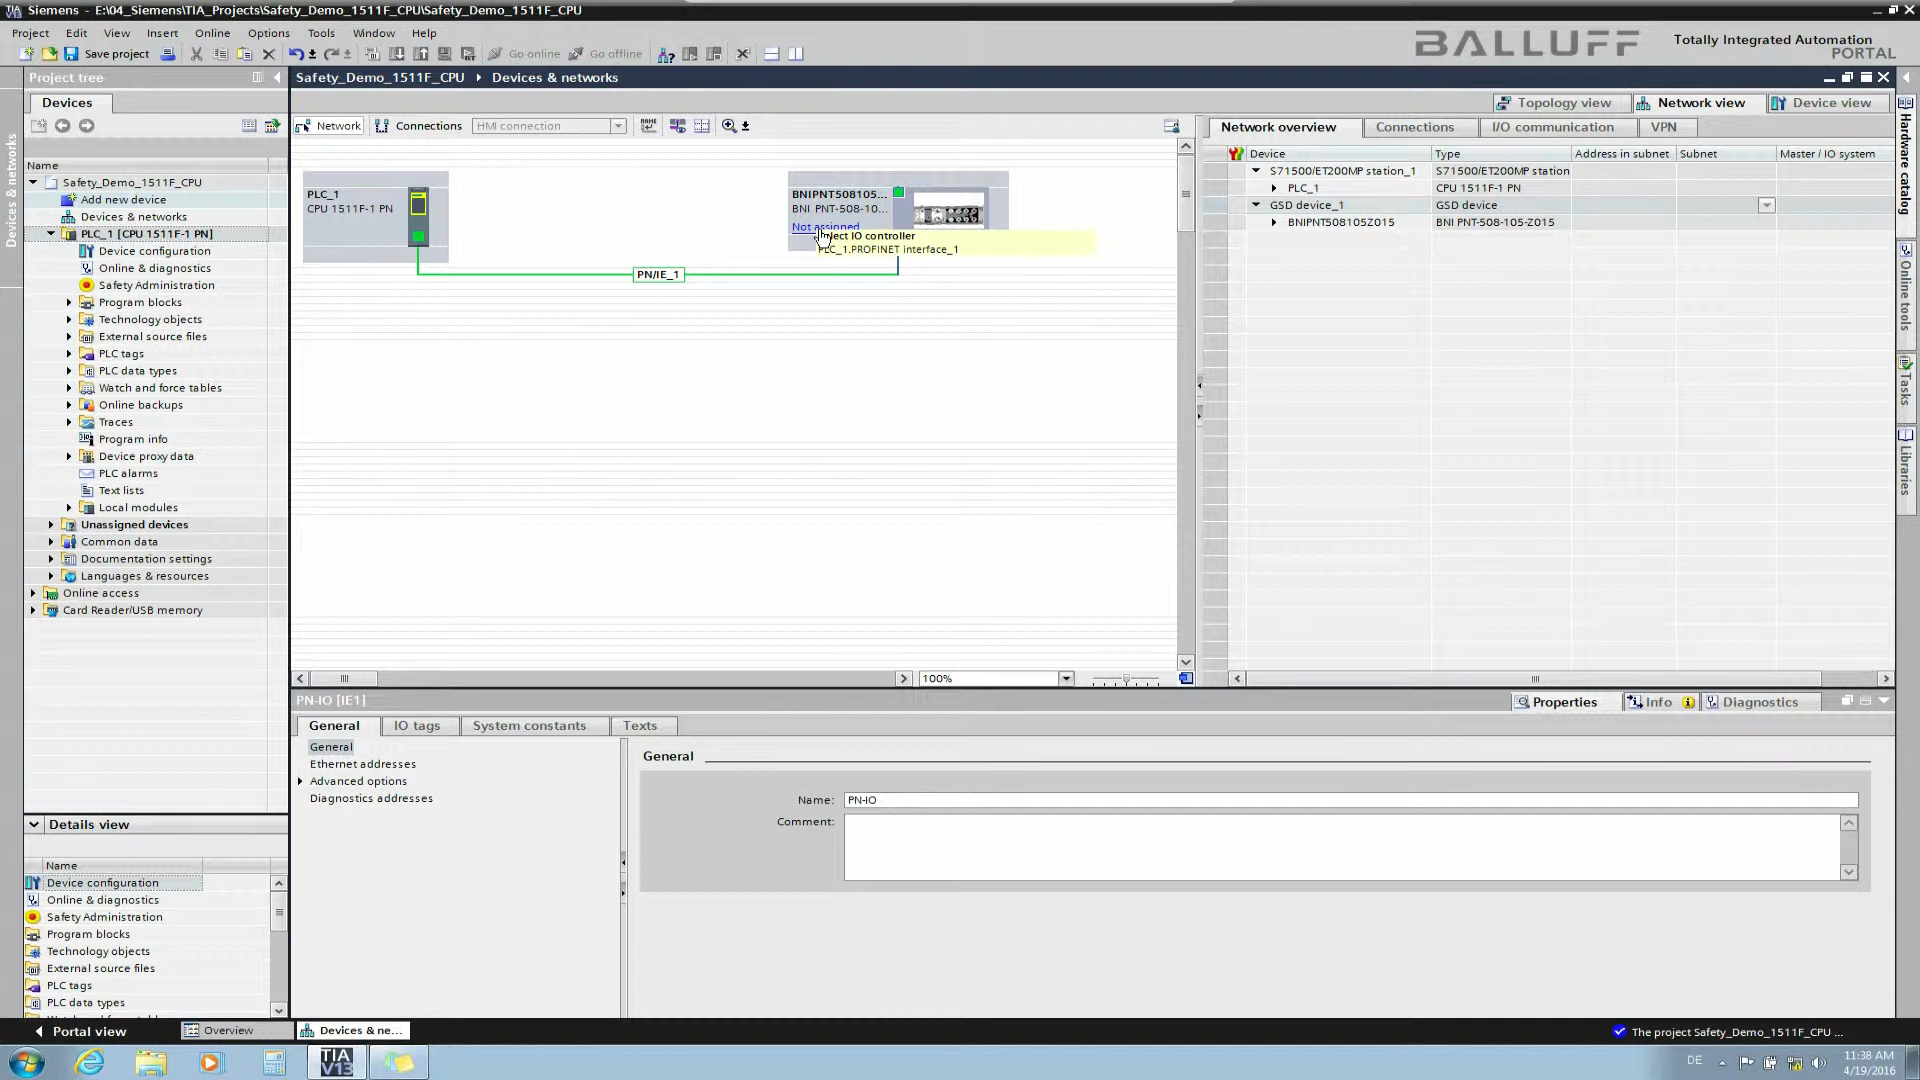 Siemens - E:\04_Siemens\TIA_Projects\Safety_Demo_1511F_CPU\Safety_Demo_1511F_CPU
Project Edit View Insert Online Options Tools Window Help
Save project Go online Go offline
BALLUFF
Totally Integrated Automation
PORTAL
Project tree
Safety_Demo_1511F_CPU Devices & networks
Devices
Topology view Network view Device view
Network Connections HMI connection
Network overview Connections I/O communication VPN
Name
Device Type Address in subnet Subnet Master / IO system
Safety_Demo_1511F_CPU
Add new device
Devices & networks
PLC_1 [CPU 1511F-1 PN]
Device configuration
Online & diagnostics
Safety Administration
Program blocks
Technology objects
External source files
PLC tags
PLC data types
Watch and force tables
Online backups
Traces
Program info
Device proxy data
PLC alarms
Text lists
Local modules
Unassigned devices
Common data
Documentation settings
Languages & resources
Online access
Card Reader/USB memory
PLC_1
CPU 1511F-1 PN
BNIPNT508105...
BNI PNT-508-10...
Not assigned
IO controller
PLC_1.PROFINET interface_1
PN/IE_1
S71500/ET200MP station_1 S71500/ET200MP station
PLC_1 CPU 1511F-1 PN
GSD device_1 GSD device
BNIPNT508105Z015 BNI PNT-508-105-Z015
100%
Devices & networks
Hardware catalog
Online tools
Tasks
Libraries
PN-IO [IE1]
Properties Info Diagnostics
General IO tags System constants Texts
General
Ethernet addresses
Advanced options
Diagnostics addresses
General
Name: PN-IO
Comment:
Details view
Name
Device configuration
Online & diagnostics
Safety Administration
Program blocks
Technology objects
External source files
PLC tags
PLC data types
Portal view Overview Devices & ne...
The project Safety_Demo_1511F_CPU ...
TIA
V13
DE
11:38 AM
4/19/2016